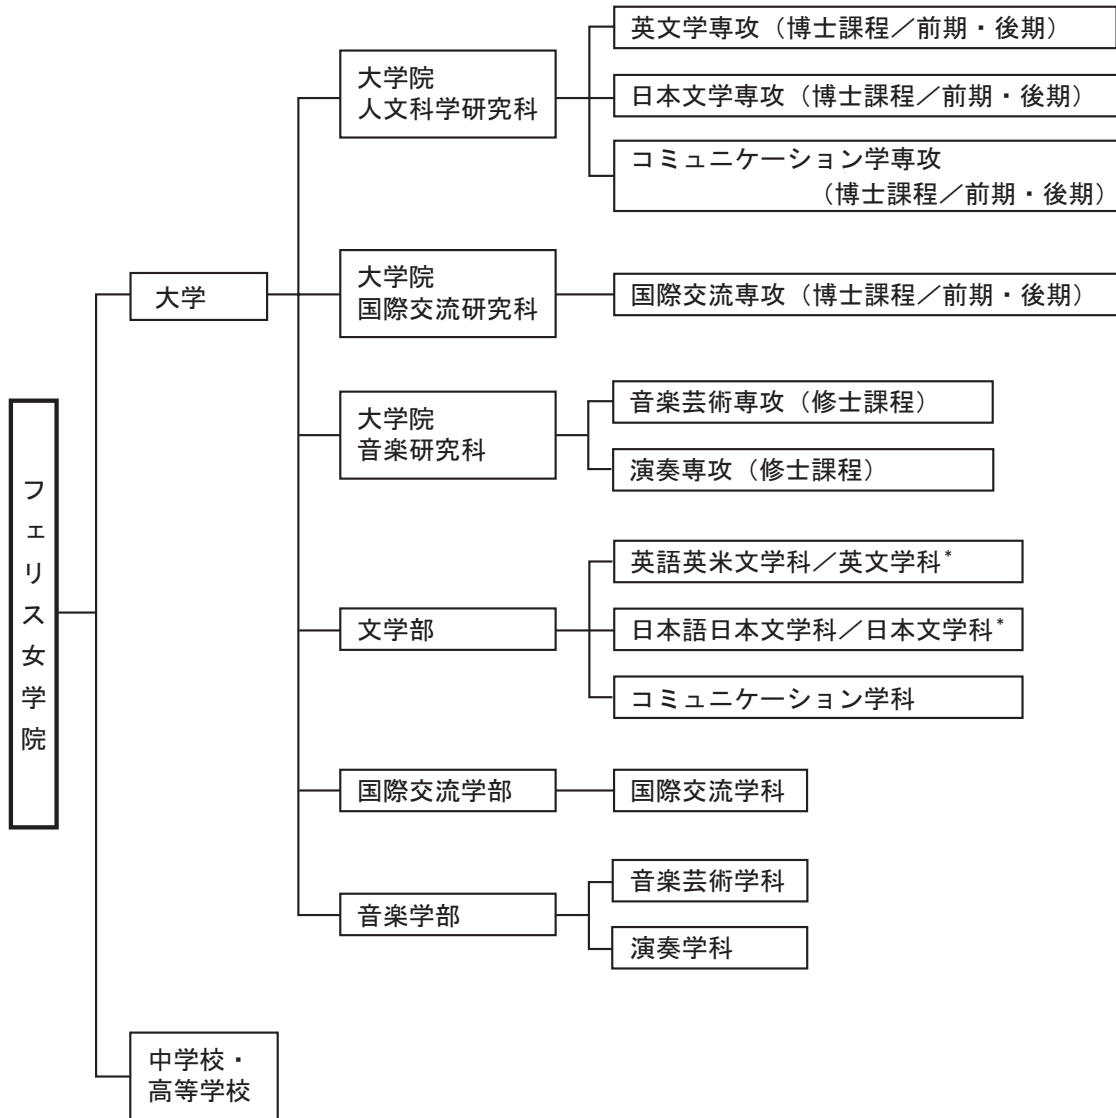 フェリス女学院
大学
大学院
人文科学研究科
英文学専攻（博士課程／前期・後期）
日本文学専攻（博士課程／前期・後期）
コミュニケーション学専攻
（博士課程／前期・後期）
大学院
国際交流研究科
国際交流専攻（博士課程／前期・後期）
大学院
音楽研究科
音楽芸術専攻（修士課程）
演奏専攻（修士課程）
文学部
英語英米文学科／英文学科*
日本語日本文学科／日本文学科*
コミュニケーション学科
国際交流学部
国際交流学科
音楽学部
音楽芸術学科
演奏学科
中学校・
高等学校